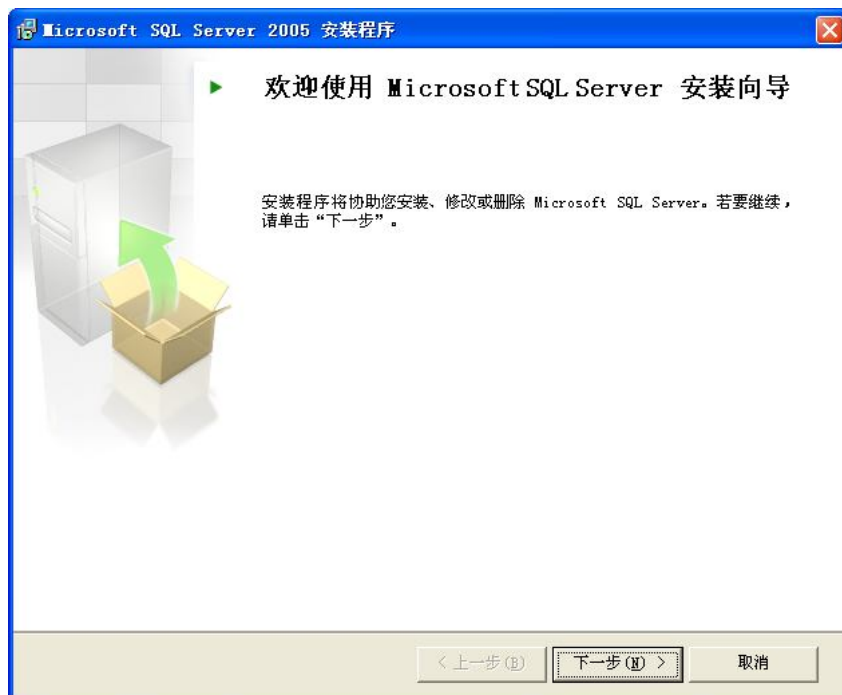 Microsoft SQL Server 2005 安装程序
欢迎使用 Microsoft SQL Server 安装向导
安装程序将协助您安装、修改或删除 Microsoft SQL Server。若要继续，
请单击“下一步”。
< 上一步(B)
下一步(N) >
取消